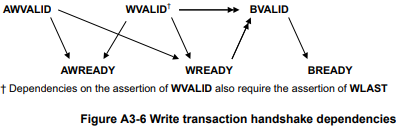 AWVALID WVALID† BVALID
AWREADY WREADY BREADY
† Dependencies on the assertion of WVALID also require the assertion of WLAST
Figure A3-6 Write transaction handshake dependencies